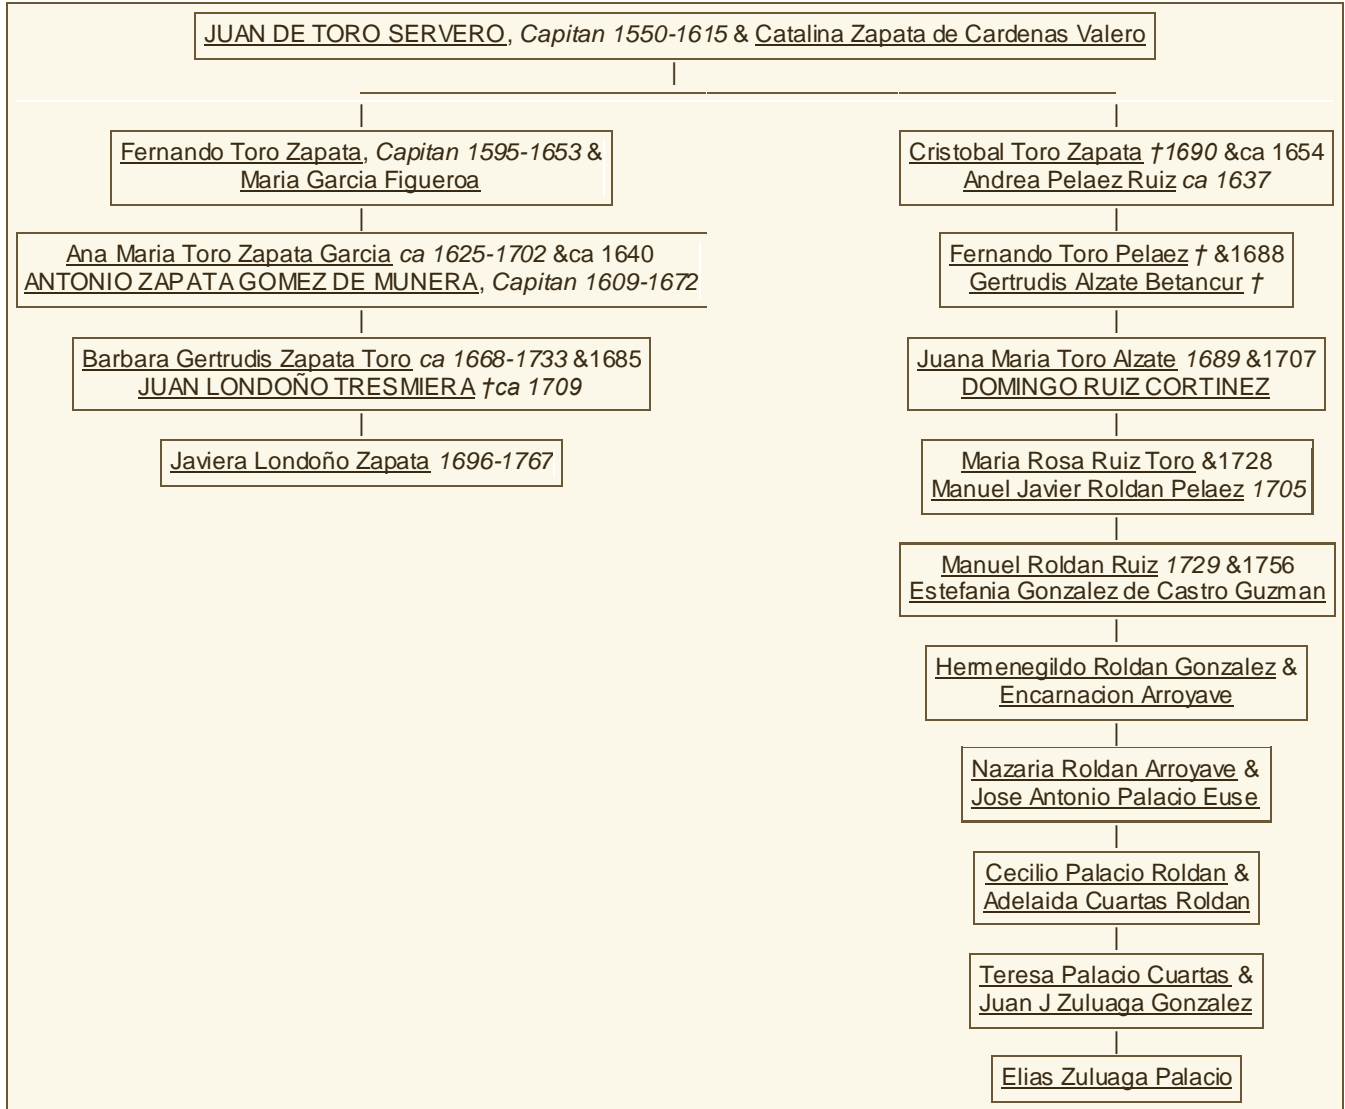 JUAN DE TORO SERVERO, Capitan 1550-1615 & Catalina Zapata de Cardenas Valero
Fernando Toro Zapata, Capitan 1595-1653 &
Maria Garcia Figueroa
Ana Maria Toro Zapata Garcia ca 1625-1702 &ca 1640
ANTONIO ZAPATA GOMEZ DE MUNERA, Capitan 1609-1672
Barbara Gertrudis Zapata Toro ca 1668-1733 &1685
JUAN LONDOÑO TRESMIERA †ca 1709
Javiera Londoño Zapata 1696-1767
Cristobal Toro Zapata †1690 &ca 1654
Andrea Pelaez Ruiz ca 1637
Fernando Toro Pelaez † &1688
Gertrudis Alzate Betancur †
Juana Maria Toro Alzate 1689 &1707
DOMINGO RUIZ CORTINEZ
Maria Rosa Ruiz Toro &1728
Manuel Javier Roldan Pelaez 1705
Manuel Roldan Ruiz 1729 &1756
Estefania Gonzalez de Castro Guzman
Hermenegildo Roldan Gonzalez &
Encarnacion Arroyave
Nazaria Roldan Arroyave &
Jose Antonio Palacio Euse
Cecilio Palacio Roldan &
Adelaida Cuartas Roldan
Teresa Palacio Cuartas &
Juan J Zuluaga Gonzalez
Elias Zuluaga Palacio